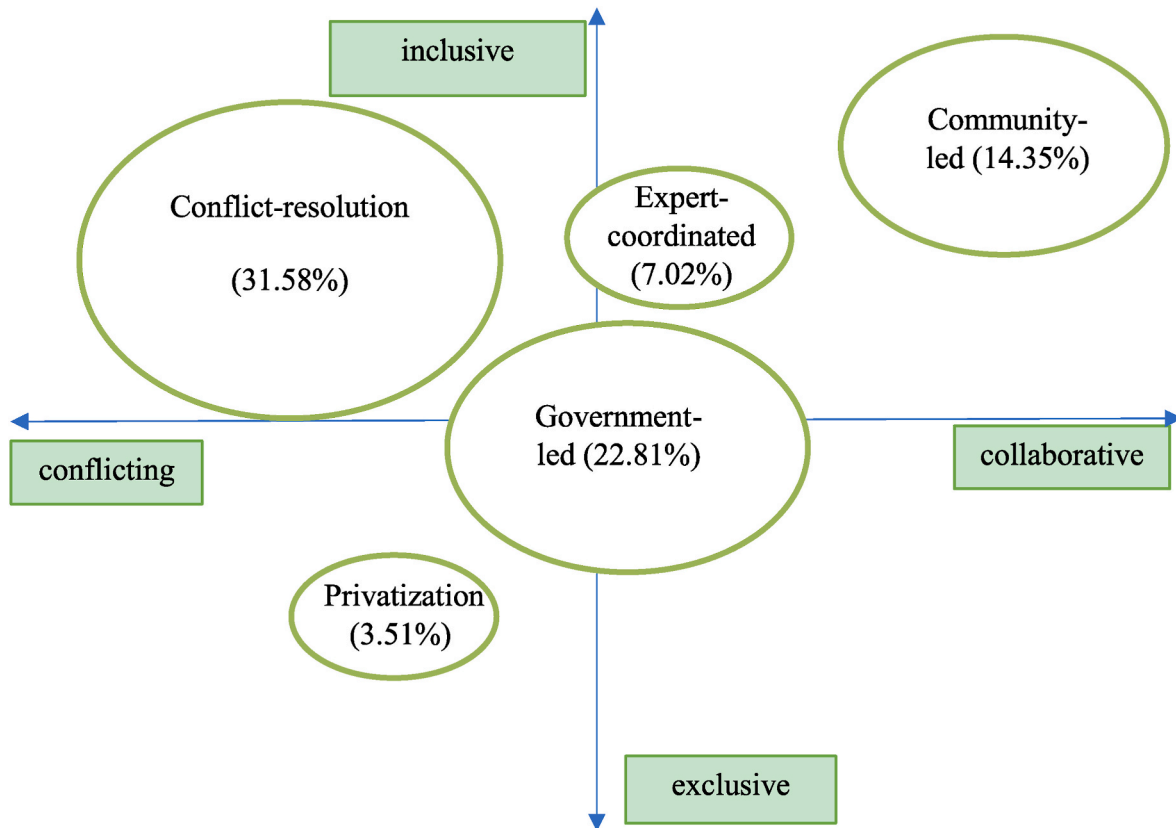 inclusive
Community-
led (14.35%)
Conflict-resolution
(31.58%)
Expert-
coordinated
(7.02%)
Government-
led (22.81%)
conflicting
collaborative
Privatization
(3.51%)
exclusive